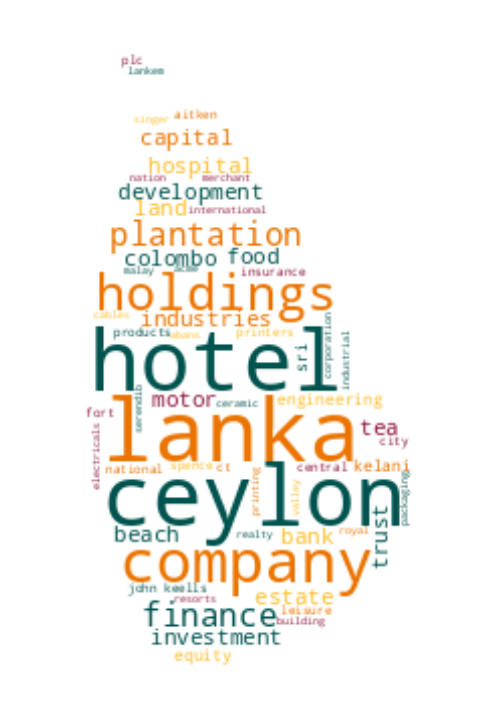 plc
lankem
singer aitken
capital
hospital
nation merchant
development
land international
plantation
colombo food
malay acme insurance
holdings
cables industries
products abans printers
hotel sri corporation industrial
serendib motor ceramic engineering
fort lanka tea
electricals city
national spence ct central kelani
ceylon printing valley packaging
beach realty bank royal trust
company
john keells
resorts estate
finance leisure
building
investment
equity